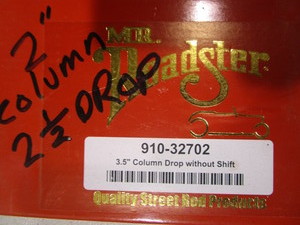 2"
COLUMN
2 1/2 DROP
MR.
Roadster
910-32702
3.5" Column Drop without Shift
Quality Street Rod Products